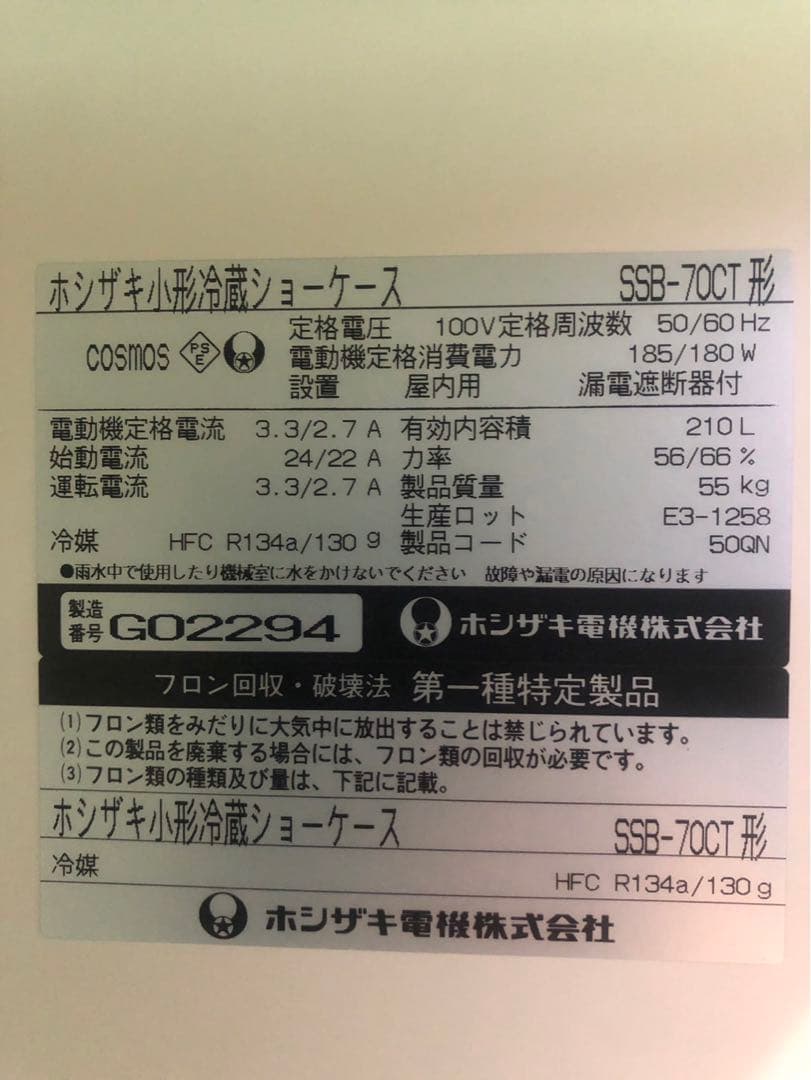 ホシザキ小形冷蔵ショーケース SSB-70CT形
cosmos PSE 定格電圧 100V 定格周波数 50/60Hz
電動機定格消費電力 185/180W
設置 屋内用 漏電遮断器付
電動機定格電流 3.3/2.7A 有効内容積 210L
始動電流 24/22A 力率 56/66%
運転電流 3.3/2.7A 製品質量 55kg
生産ロット E3-1258
冷媒 HFC R134a/130g 製品コード 50QN
●雨水中で使用したり機械室に水をかけないでください 故障や漏電の原因になります
製造番号 G02294 ホシザキ電機株式会社
フロン回収・破壊法 第一種特定製品
(1)フロン類をみだりに大気中に放出することは禁じられています。
(2)この製品を廃棄する場合には、フロン類の回収が必要です。
(3)フロン類の種類及び量は、下記に記載。
ホシザキ小形冷蔵ショーケース SSB-70CT形
冷媒 HFC R134a/130g
ホシザキ電機株式会社